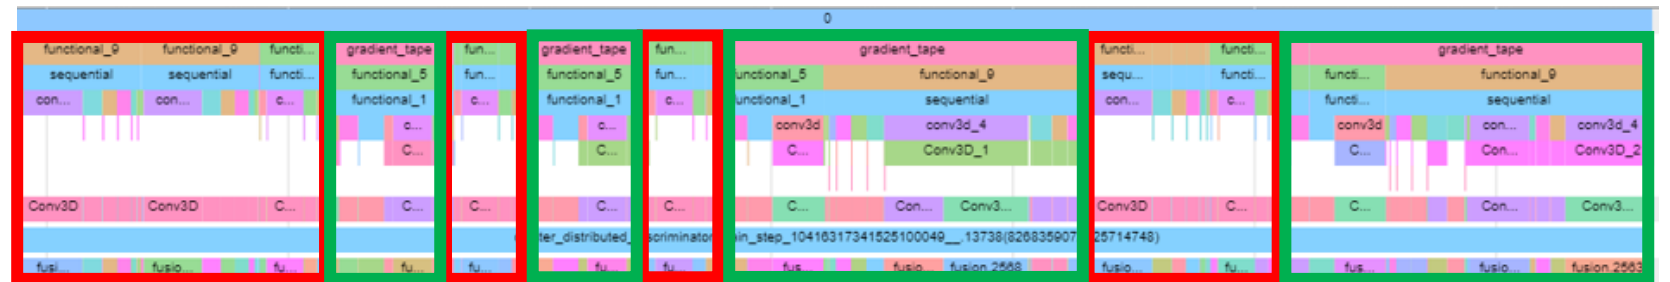 0
functional_9 functional_9 functi... gradient_tape fun... gradient_tape fun... gradient_tape functi... functi... gradient_tape
sequential sequential functi... functional_5 fun... functional_5 fun... unctional_5 functional_9 sequ... functi... functi... functional_9
con... con... c... functional_1 c... functional_1 c... unctional_1 sequential con... c... functi... sequential
c... c... conv3d conv3d_4 conv3d con... conv3d_4
C... C... C... Conv3D_1 C... Con... Conv3D_2
Conv3D Conv3D C... C... C... C... C... C... Con... Conv3... Conv3D C... C... Con... Conv3...
ter_distributed_ scriminator in_step_10416317341525100049__.13738(826835907 25714748)
fusi... fusio... fu... fu... fu... fu... fu... fus... fusio... fusion.2568 fusio... fu... fus... fusio... fusion.2563